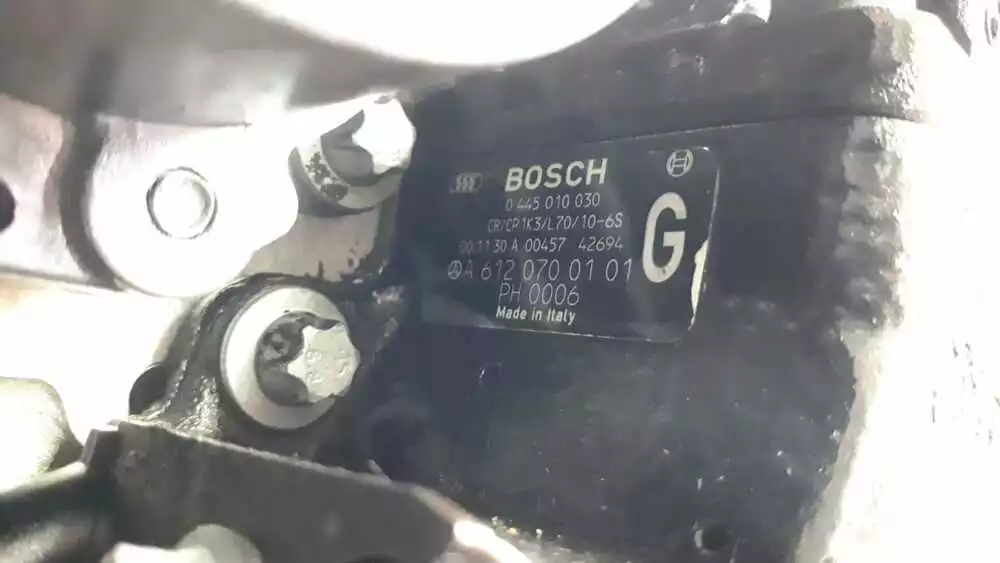 BOSCH
0 445 010 030
CR/CP1K3/L70/10-6S
00.11.30 A 00457 42694
A 612 070 01 01
PH 0006
Made in Italy
G